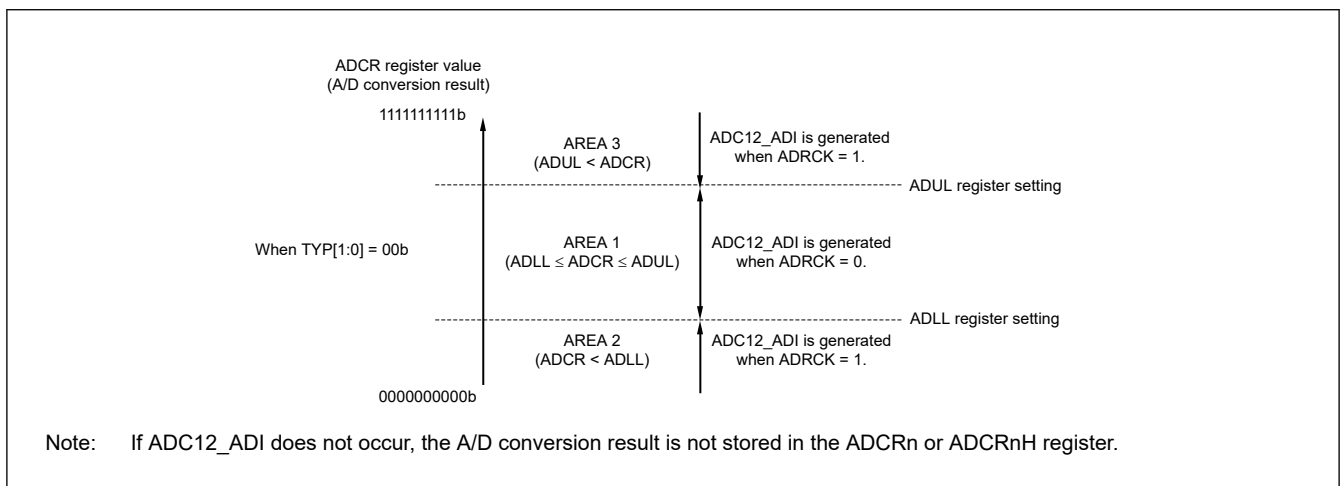 ADCR register value
(A/D conversion result)
1111111111b
AREA 3
(ADUL < ADCR)
ADC12_ADI is generated
when ADRCK = 1.
ADUL register setting
When TYP[1:0] = 00b
AREA 1
(ADLL ≤ ADCR ≤ ADUL)
ADC12_ADI is generated
when ADRCK = 0.
ADLL register setting
AREA 2
(ADCR < ADLL)
ADC12_ADI is generated
when ADRCK = 1.
0000000000b
Note: If ADC12_ADI does not occur, the A/D conversion result is not stored in the ADCRn or ADCRnH register.